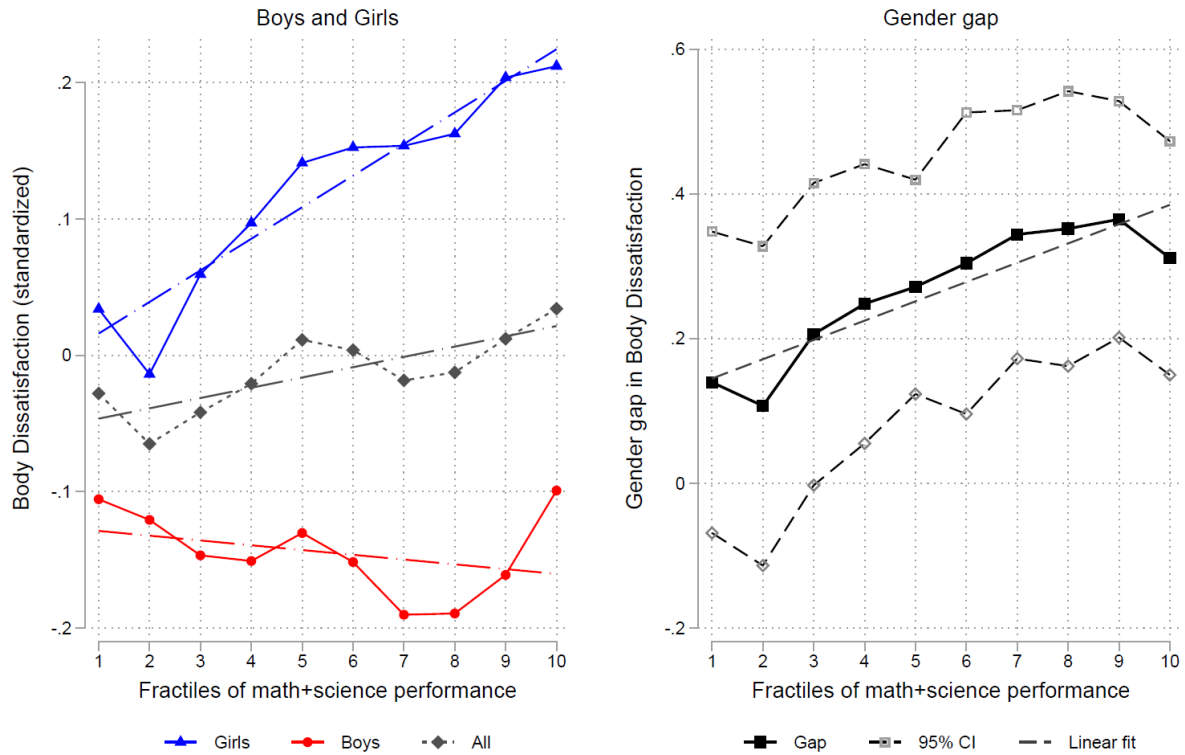 Boys and Girls
Body Dissatisfaction (standardized)
.2
.1
0
-.1
-.2
1 2 3 4 5 6 7 8 9 10
Fractiles of math+science performance
Girls Boys All
Gender gap
Gender gap in Body Dissatisfaction
.6
.4
.2
0
-.2
1 2 3 4 5 6 7 8 9 10
Fractiles of math+science performance
Gap 95% CI Linear fit